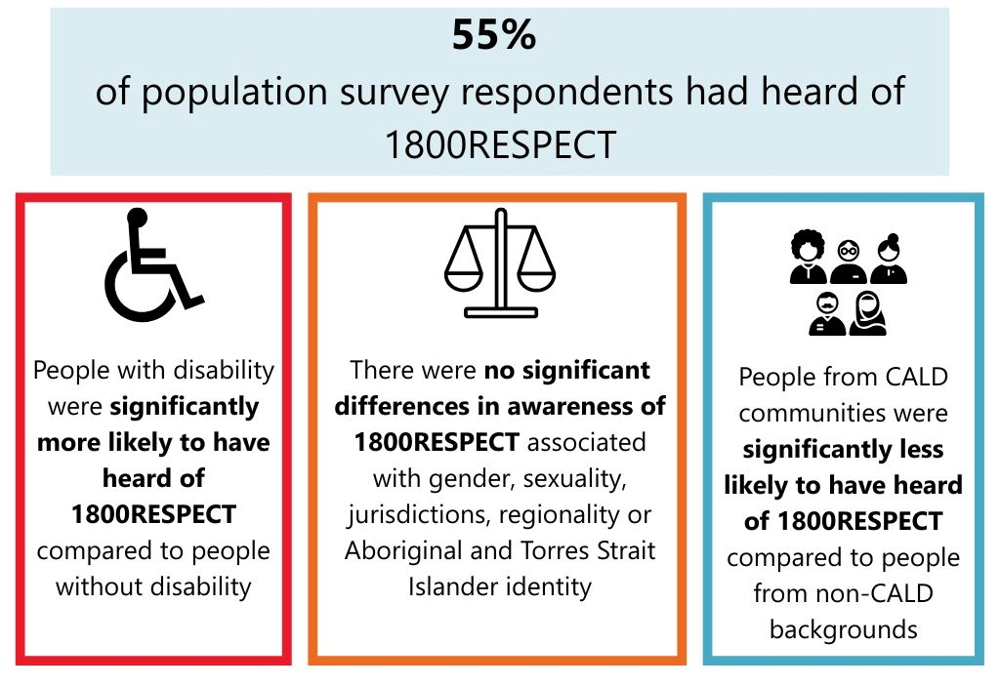 55%
of population survey respondents had heard of
1800RESPECT
People with disability
were significantly
more likely to have
heard of
1800RESPECT
compared to people
without disability
There were no significant
differences in awareness of
1800RESPECT associated
with gender, sexuality,
jurisdictions, regionality or
Aboriginal and Torres Strait
Islander identity
People from CALD
communities were
significantly less
likely to have heard
of 1800RESPECT
compared to people
from non-CALD
backgrounds